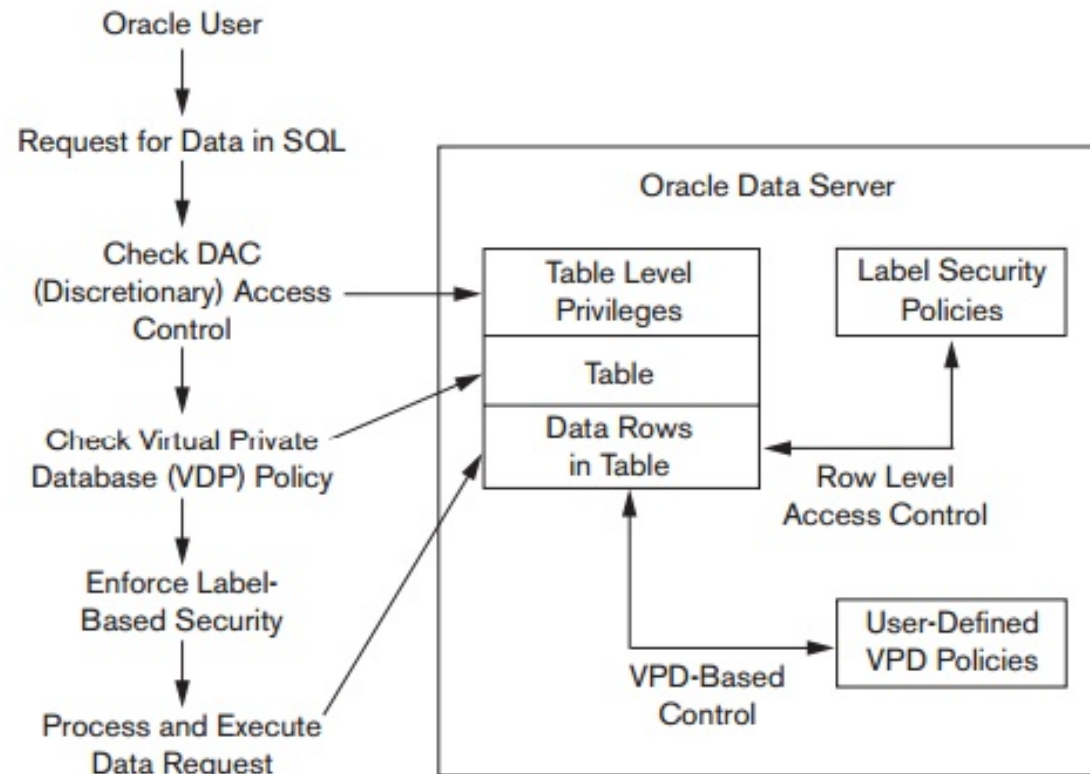 Oracle User
Request for Data in SQL
Check DAC
(Discretionary) Access
Control
Check Virtual Private
Database (VDP) Policy
Enforce Label-
Based Security
Process and Execute
Data Request
Oracle Data Server
Table Level
Privileges
Table
Data Rows
in Table
Label Security
Policies
Row Level
Access Control
User-Defined
VPD Policies
VPD-Based
Control